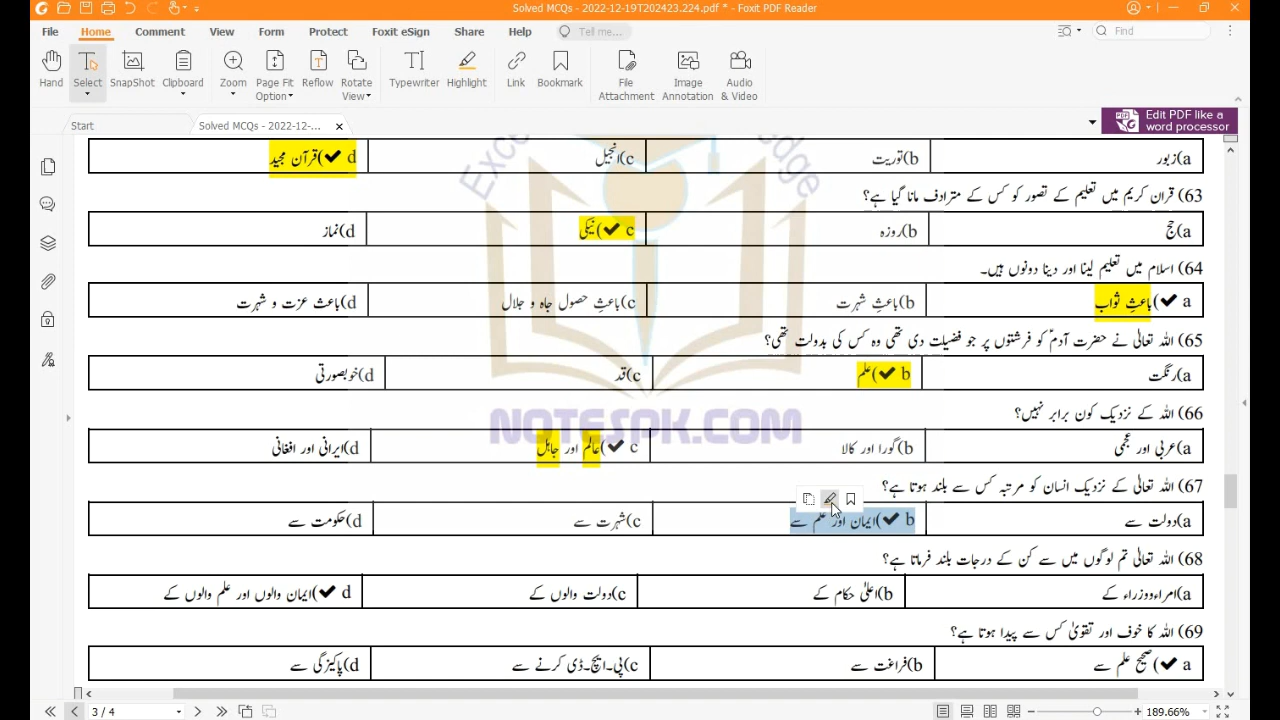 Solved MCQs - 2022-12-19T202423.224.pdf * - Foxit PDF Reader
File Home Comment View Form Protect Foxit eSign Share Help Tell me... Find
Hand Select SnapShot Clipboard Zoom Page Fit Option Reflow Rotate View Typewriter Highlight Link Bookmark File Attachment Image Annotation Audio & Video
Start Solved MCQs - 2022-12-... Edit PDF like a word processor
a)زبور b)توریت c)انجیل d✔)قرآن مجید
63) قران کریم میں تعلیم کے تصور کو کس کے مترادف مانا گیا ہے؟
a)حج b)روزہ c✔)نیکی d)نماز
64) اسلام میں تعلیم لینا اور دینا دونوں ہیں۔
a✔)باعثِ ثواب b)باعثِ شہرت c)باعثِ حصول جاہ و جلال d)باعث عزت و شہرت
65) اللہ تعالیٰ نے حضرت آدمؑ کو فرشتوں پر جو فضیلت دی تھی وہ کس کی بدولت تھی؟
a)رنگت b✔)علم c)قد d)خوبصورتی
66) اللہ کے نزدیک کون برابر نہیں؟
a)عربی اور عجمی b)گورا اور کالا c✔)عالم اور جاہل d)ایرانی اور افغانی
NOTESPK.COM
67) اللہ تعالیٰ کے نزدیک انسان کو مرتبہ کس سے بلند ہوتا ہے؟
a)دولت سے b✔)ایمان اور علم سے c)شہرت سے d)حکومت سے
68) اللہ تعالیٰ تم لوگوں میں سے کن کے درجات بلند فرماتا ہے؟
a)امراءووزراء کے b)اعلیٰ حکام کے c)دولت والوں کے d✔)ایمان والوں اور علم والوں کے
69) اللہ کا خوف اور تقویٰ کس سے پیدا ہوتا ہے؟
a✔)صحیح علم سے b)فراغت سے c)پی۔ایچ۔ڈی کرنے سے d)پاکیزگی سے
3 / 4 189.66%